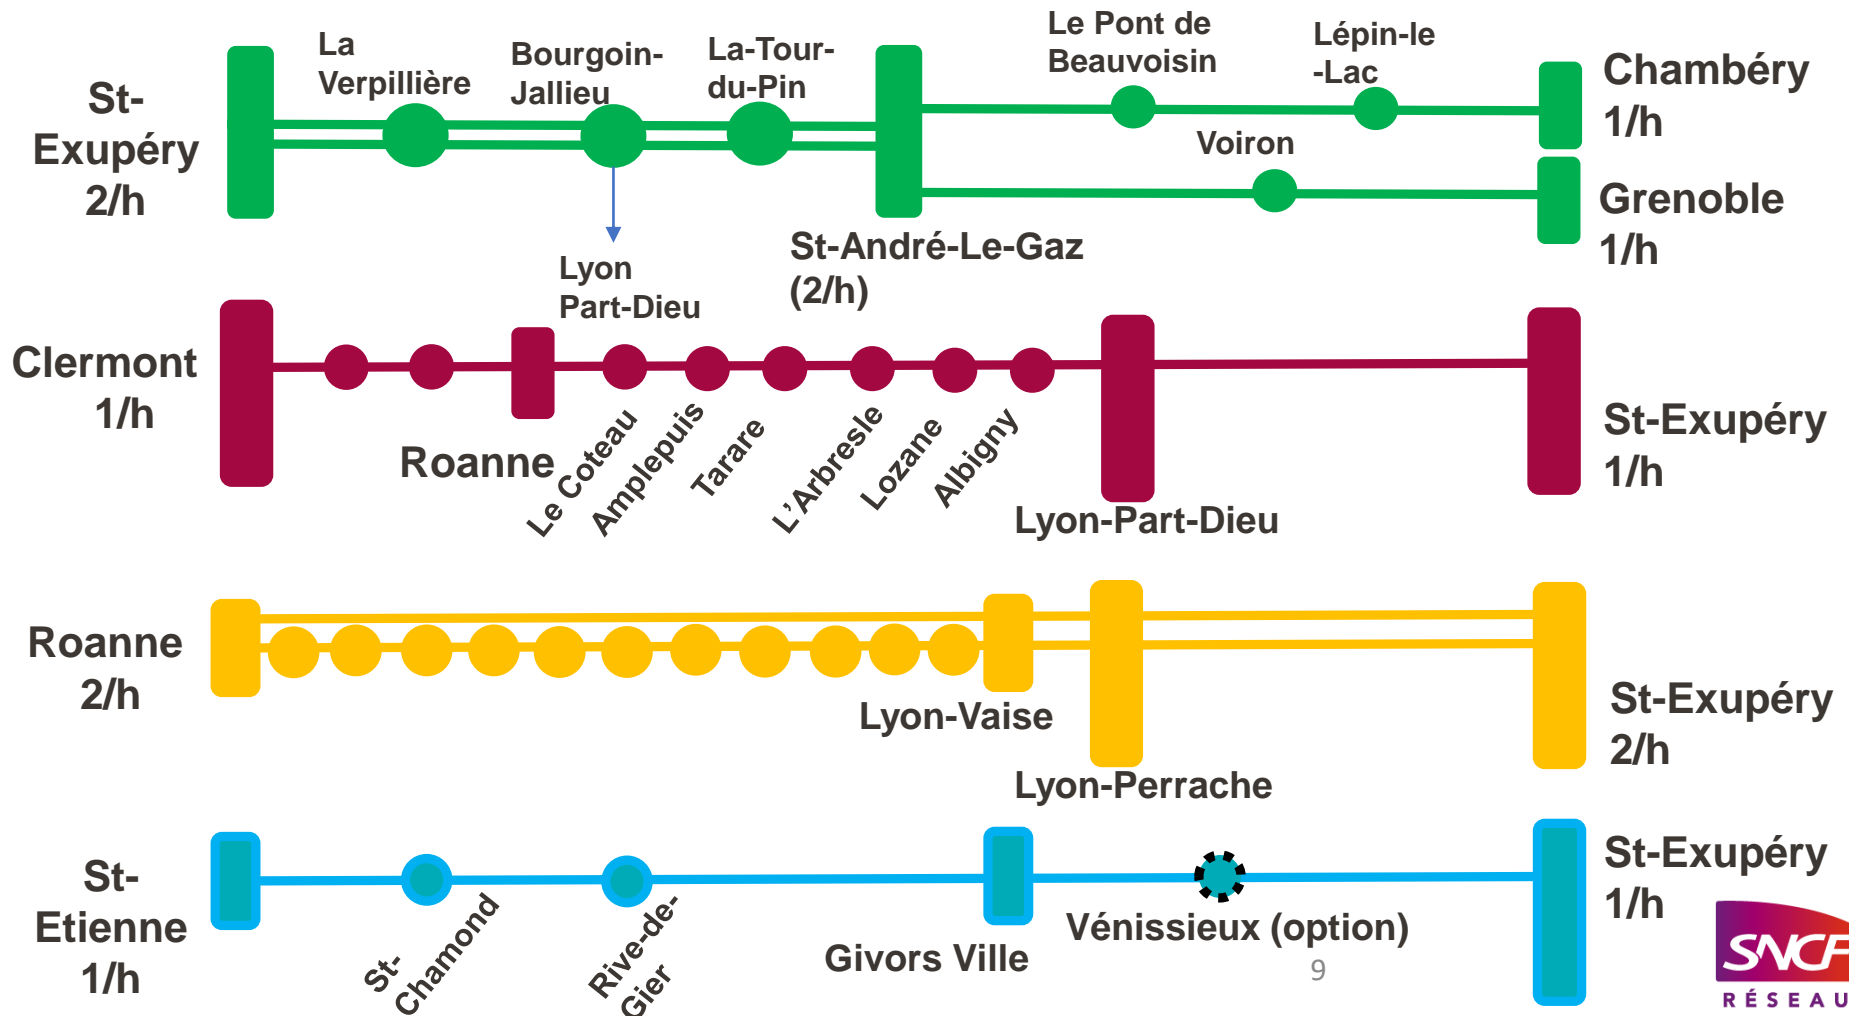 St-
Exupéry
2/h
La
Verpillière
Bourgoin-
Jallieu
La-Tour-
du-Pin
Le Pont de
Beauvoisin
Lépin-le
-Lac
Chambéry
1/h
Voiron
Grenoble
1/h
St-André-Le-Gaz
(2/h)
Lyon
Part-Dieu
Clermont
1/h
Roanne
Le Coteau
Amplepuis
Tarare
L'Arbresle
Lozane
Albigny
Lyon-Part-Dieu
St-Exupéry
1/h
Roanne
2/h
Lyon-Vaise
Lyon-Perrache
St-Exupéry
2/h
St-
Etienne
1/h
St-
Chamond
Rive-de-
Gier
Givors Ville
Vénissieux (option)
St-Exupéry
1/h
9
SNCF
RÉSEAU